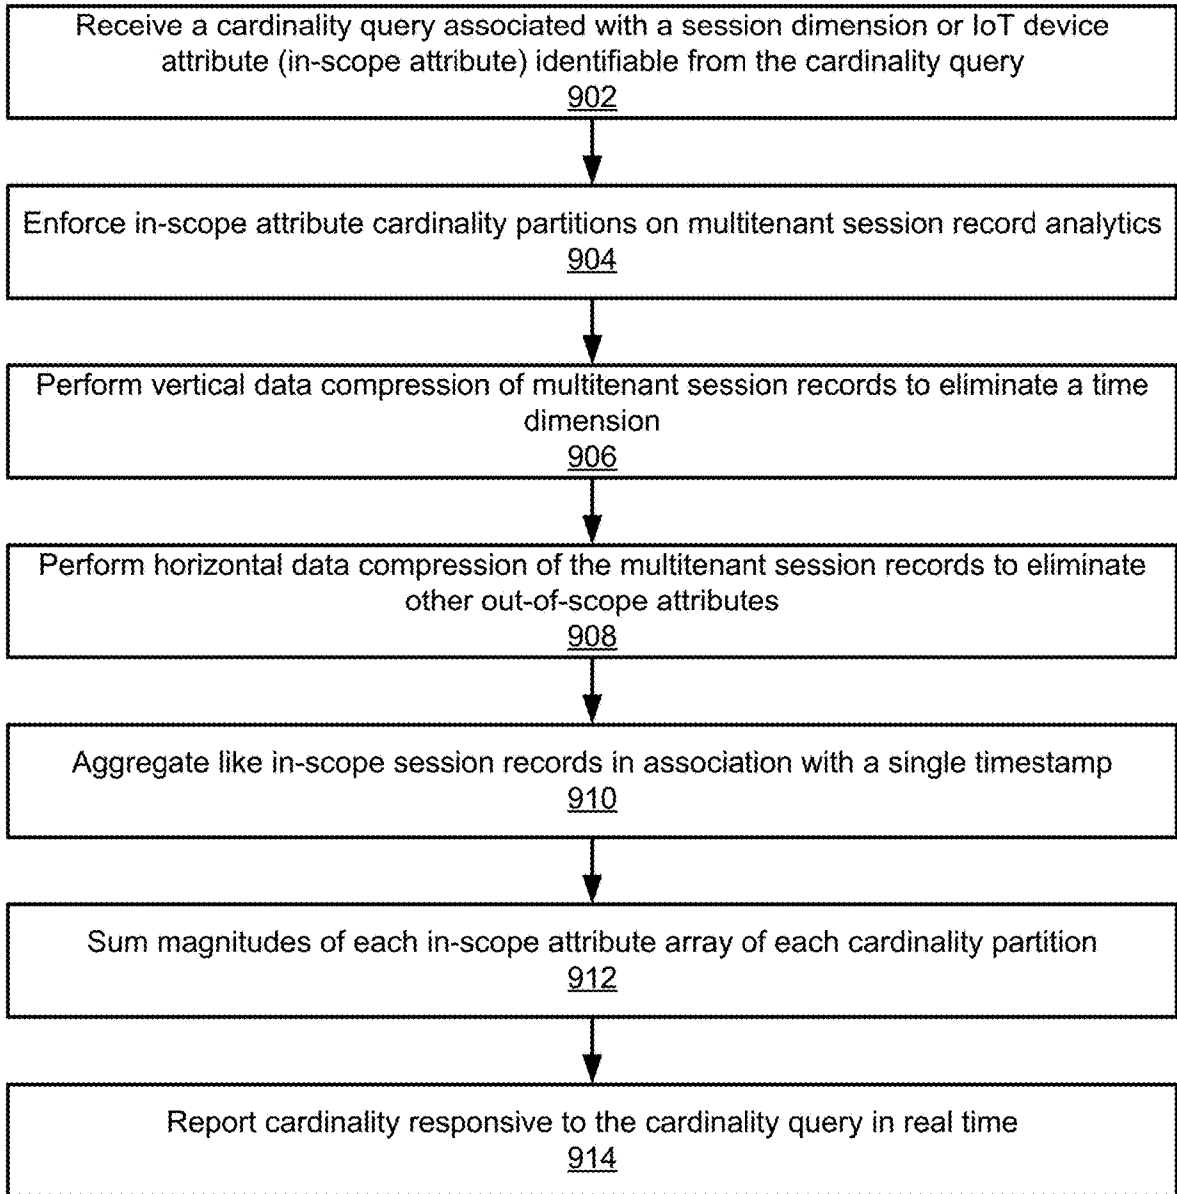 Receive a cardinality query associated with a session dimension or IoT device
attribute (in-scope attribute) identifiable from the cardinality query
902
Enforce in-scope attribute cardinality partitions on multitenant session record analytics
904
Perform vertical data compression of multitenant session records to eliminate a time
dimension
906
Perform horizontal data compression of the multitenant session records to eliminate
other out-of-scope attributes
908
Aggregate like in-scope session records in association with a single timestamp
910
Sum magnitudes of each in-scope attribute array of each cardinality partition
912
Report cardinality responsive to the cardinality query in real time
914